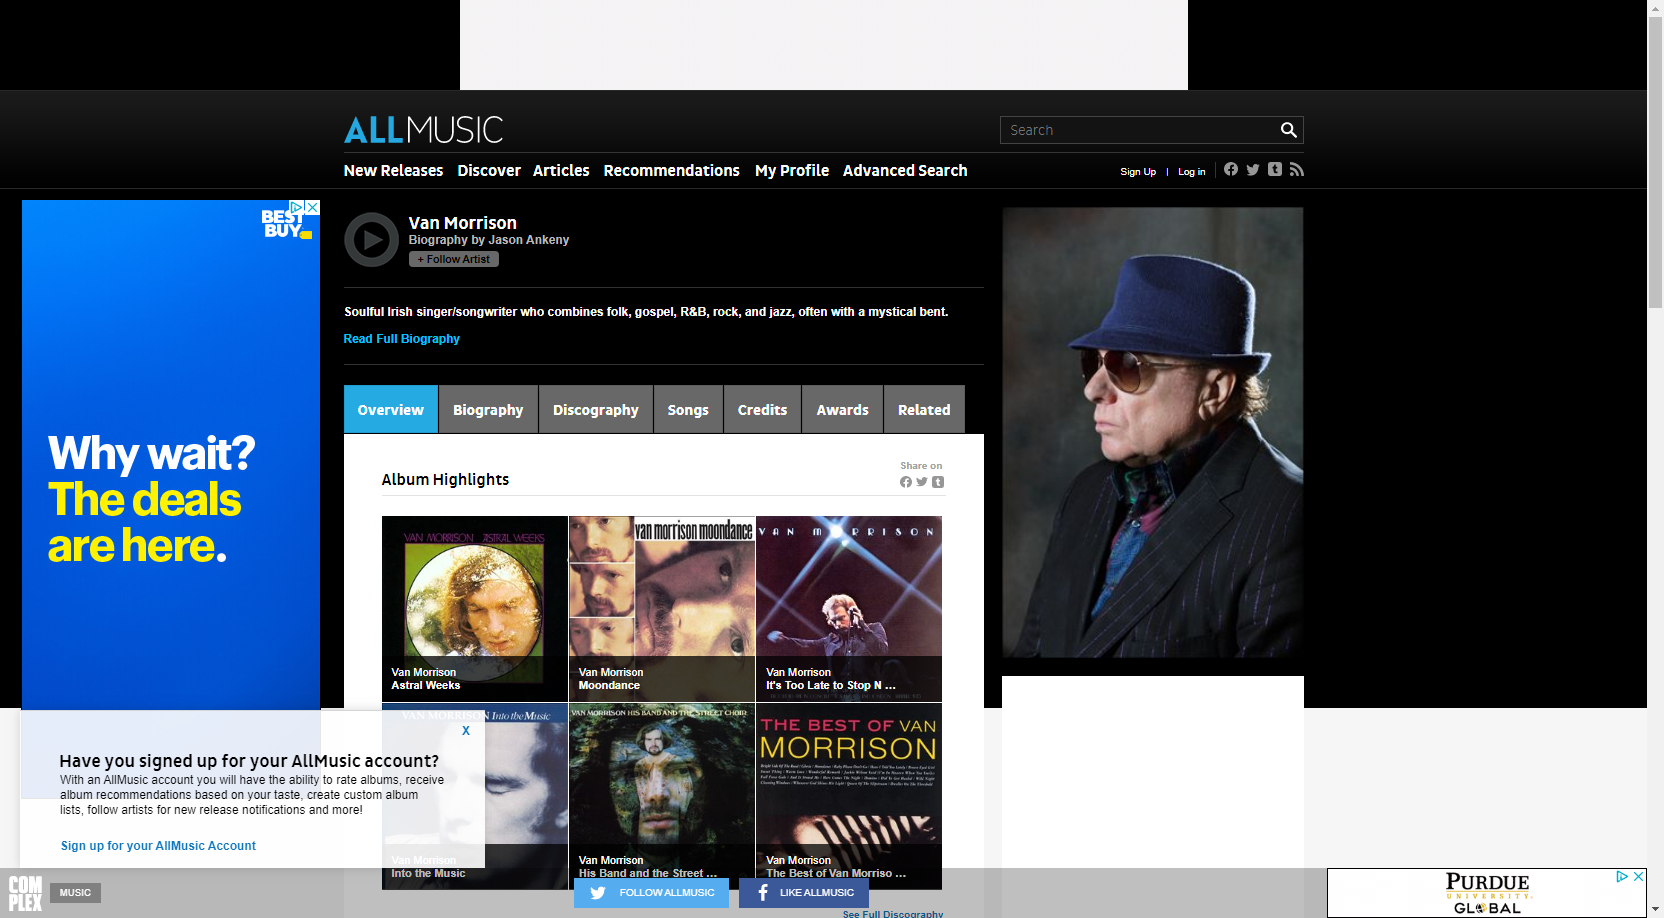 ALLMUSIC
Search
New Releases Discover Articles Recommendations My Profile Advanced Search
Sign Up | Log in
BEST BUY
Van Morrison
Biography by Jason Ankeny
+ Follow Artist
Soulful Irish singer/songwriter who combines folk, gospel, R&B, rock, and jazz, often with a mystical bent.
Read Full Biography
Overview Biography Discography Songs Credits Awards Related
Why wait?
The deals
are here.
Album Highlights
Share on
VAN MORRISON ASTRAL WEEKS
van morrison moondance
VAN MORRISON
Van Morrison
Astral Weeks
Van Morrison
Moondance
Van Morrison
It's Too Late to Stop N ...
VAN MORRISON Into the Music
VAN MORRISON HIS BAND AND THE STREET CHOIR
THE BEST OF VAN
MORRISON
X
Have you signed up for your AllMusic account?
With an AllMusic account you will have the ability to rate albums, receive
album recommendations based on your taste, create custom album
lists, follow artists for new release notifications and more!
Sign up for your AllMusic Account
Van Morrison
Into the Music
Van Morrison
His Band and the Street ...
Van Morrison
The Best of Van Morriso ...
COM
PLEX
MUSIC
FOLLOW ALLMUSIC
LIKE ALLMUSIC
See Full Discography
PURDUE
UNIVERSITY
GLOBAL